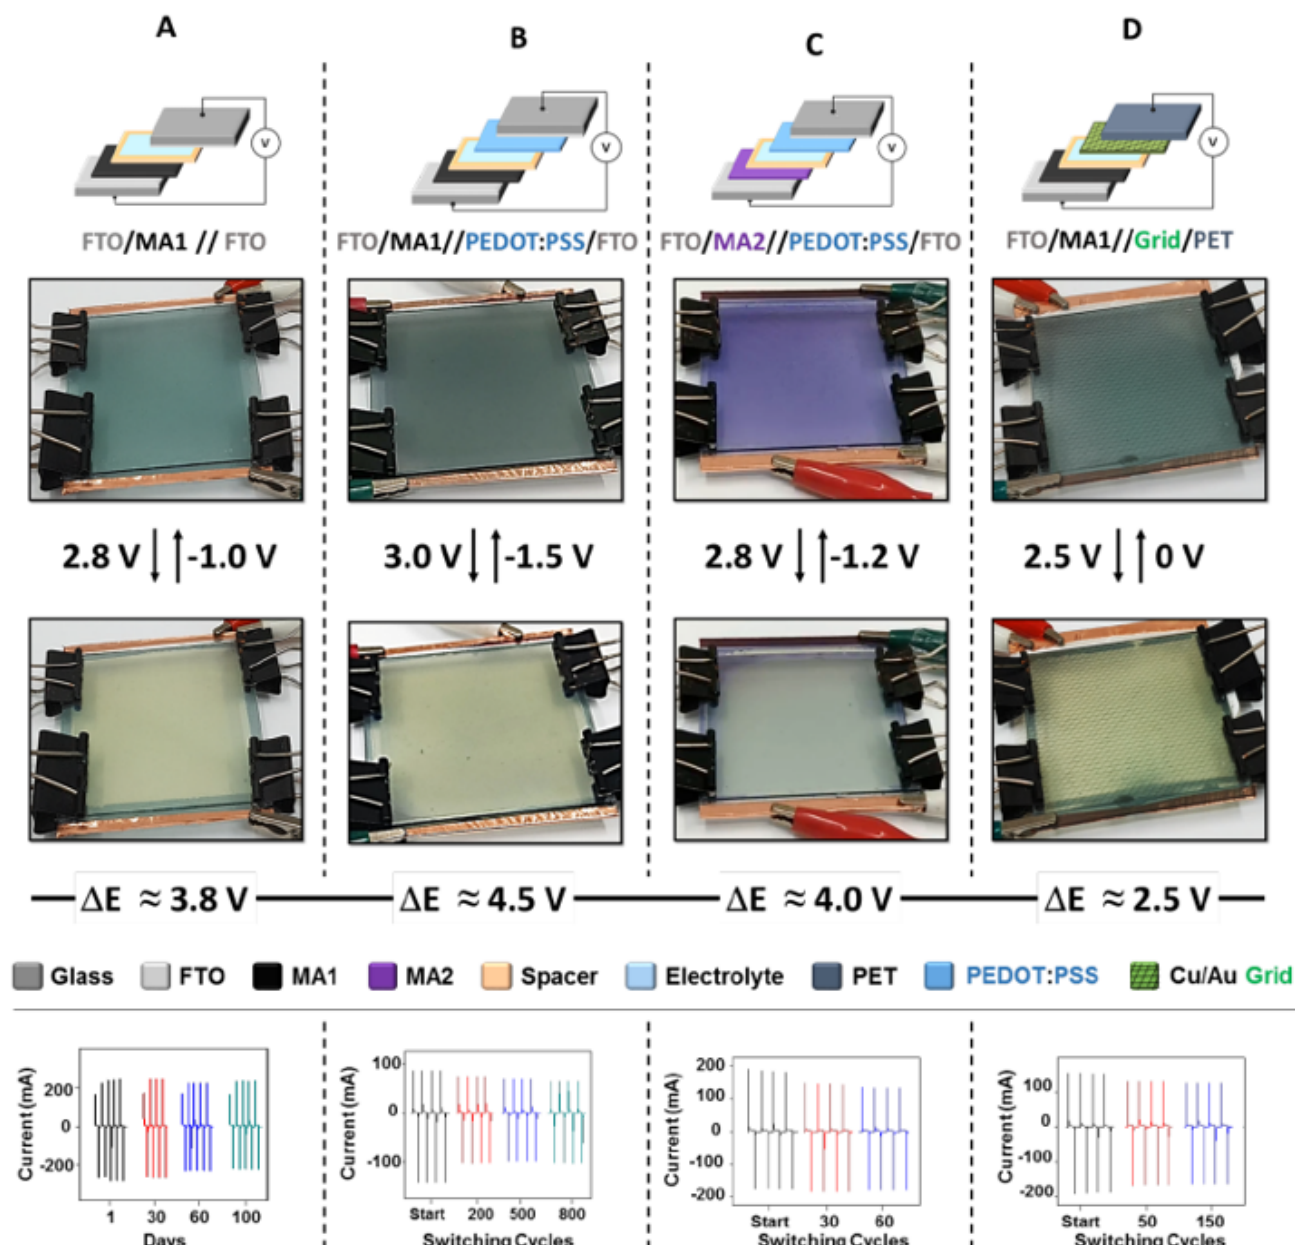 A
B
C
D
V
V
V
V
FTO/MA1 // FTO
FTO/MA1//PEDOT:PSS/FTO
FTO/MA2//PEDOT:PSS/FTO
FTO/MA1//Grid/PET
2.8 V -1.0 V
3.0 V -1.5 V
2.8 V -1.2 V
2.5 V 0 V
ΔE ≈ 3.8 V
ΔE ≈ 4.5 V
ΔE ≈ 4.0 V
ΔE ≈ 2.5 V
Glass FTO MA1 MA2 Spacer Electrolyte PET PEDOT:PSS Cu/Au Grid
Current (mA)
200
0
-200
1 30 60 100
Days
Current (mA)
100
0
-100
Start 200 500 800
Switching Cycles
Current (mA)
200
100
0
-100
-200
Start 30 60
Switching Cycles
Current (mA)
100
0
-100
-200
Start 50 150
Switching Cycles